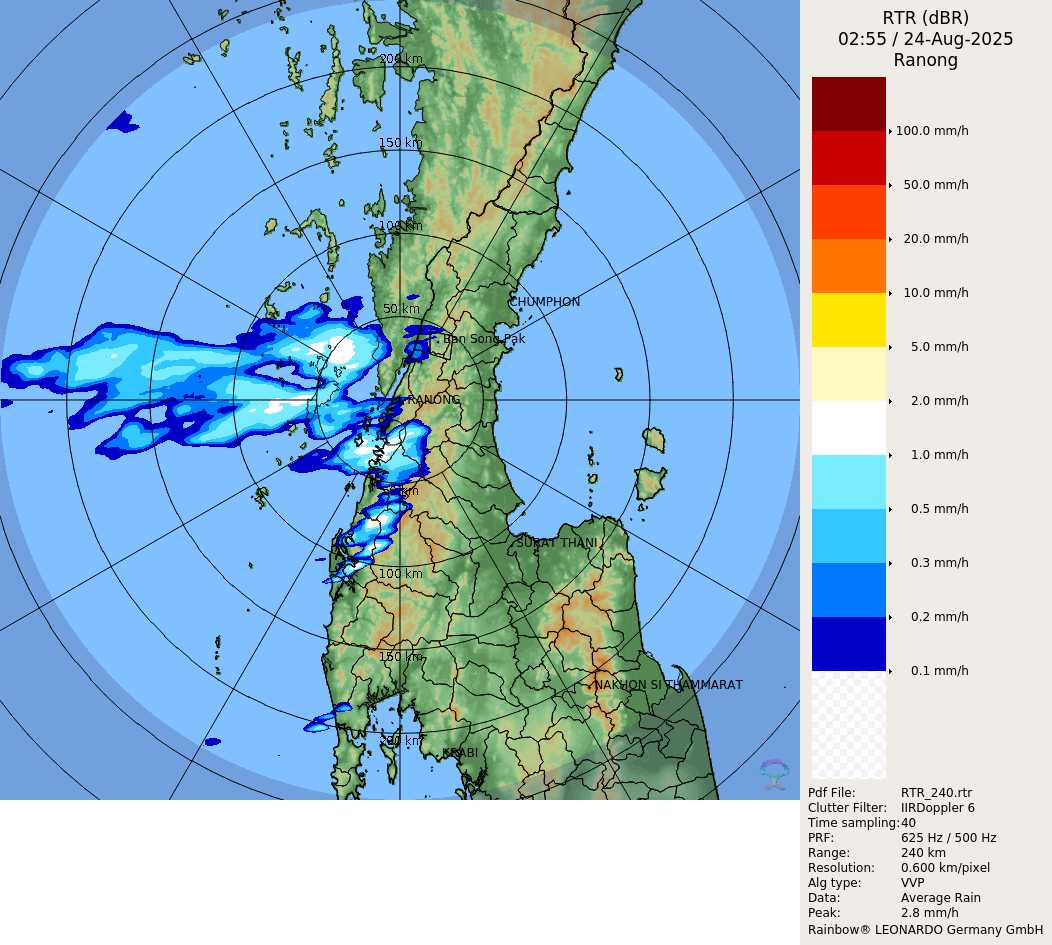 RTR (dBR)
02:55 / 24-Aug-2025
Ranong
200 km
150 km
100 km
50 km
CHUMPHON
Ban Song Pak
RANONG
50 km
SURAT THANI
100 km
150 km
NAKHON SI THAMMARAT
200 km
KRABI
100.0 mm/h
50.0 mm/h
20.0 mm/h
10.0 mm/h
5.0 mm/h
2.0 mm/h
1.0 mm/h
0.5 mm/h
0.3 mm/h
0.2 mm/h
0.1 mm/h
Pdf File: RTR_240.rtr
Clutter Filter: IIRDoppler 6
Time sampling:40
PRF: 625 Hz / 500 Hz
Range: 240 km
Resolution: 0.600 km/pixel
Alg type: VVP
Data: Average Rain
Peak: 2.8 mm/h
Rainbow® LEONARDO Germany GmbH